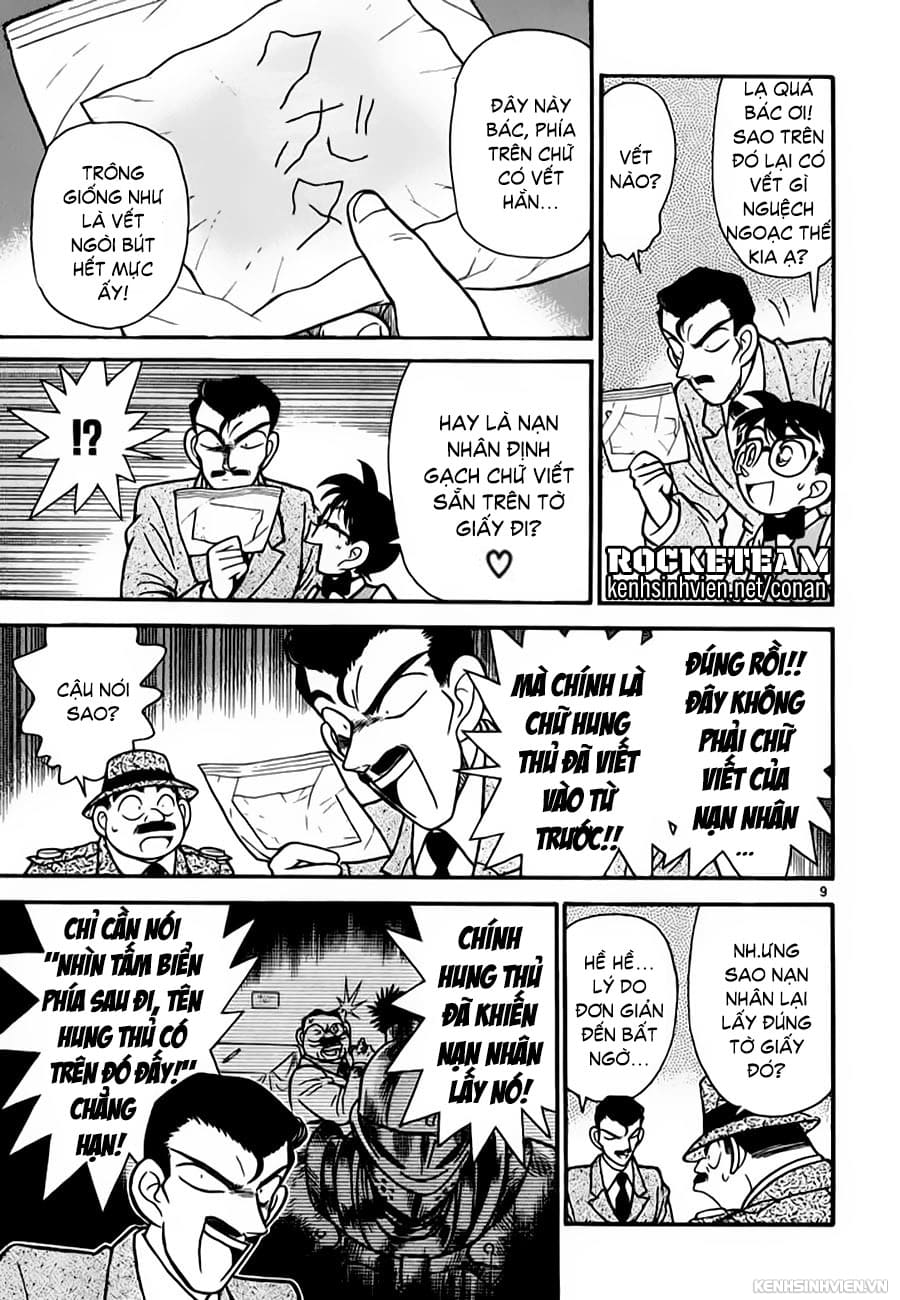 LẠ QUÁ
BÁC ƠI!
SAO TRÊN
ĐÓ LẠI CÓ
VẾT GÌ
NGUỆCH
NGOẠC THẾ
KIA Ạ?
VẾT
NÀO?
ĐÂY NÀY
BÁC, PHÍA
TRÊN CHỮ
CÓ VẾT
HẰN...
TRÔNG
GIỐNG NHƯ
LÀ VẾT
NGÒI BÚT
HẾT MỰC
ẤY!
ROCKETEAM
kenhsinhvien.net/conan
HAY LÀ NẠN
NHÂN ĐỊNH
GẠCH CHỮ VIẾT
SẴN TRÊN TỜ
GIẤY ĐI?
!?
ĐÚNG RỒI!!
ĐÂY KHÔNG
PHẢI CHỮ
VIẾT CỦA
NẠN NHÂN
...
MÀ CHÍNH LÀ
CHỮ HUNG
THỦ ĐÃ VIẾT
VÀO TỪ
TRƯỚC!!
CẬU NÓI
SAO?
9
NH.ƯNG
SAO NẠN
NHÂN LẠI
LẤY ĐÚNG
TỜ GIẤY
ĐÓ?
HỀ HỀ...
LÝ DO
ĐƠN GIẢN
ĐẾN BẤT
NGỜ...
CHÍNH
HUNG THỦ
ĐÃ KHIẾN
NẠN NHÂN
LẤY NÓ!
CHỈ CẦN NÓI
"NHÌN TẤM BIỂN
PHÍA SAU ĐI, TÊN
HUNG THỦ CÓ
TRÊN ĐÓ ĐẤY!"
CHẲNG
HẠN!
KENHSINHVIEN.VN